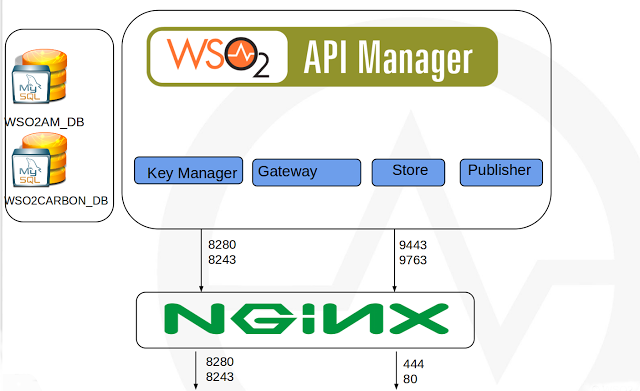 WSO2 API Manager
My
SQL
WSO2AM_DB
My
SQL
WSO2CARBON_DB
Key Manager
Gateway
Store
Publisher
8280
8243
9443
9763
NGiNX
8280
8243
444
80